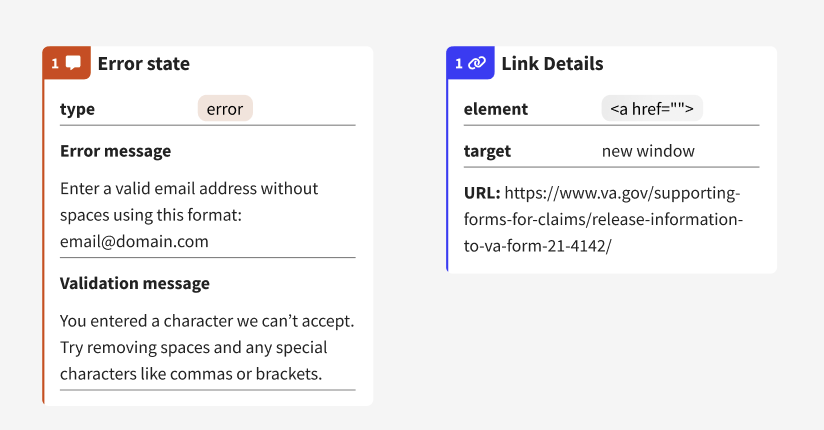 1 Error state
type error
Error message
Enter a valid email address without
spaces using this format:
email@domain.com
Validation message
You entered a character we can’t accept.
Try removing spaces and any special
characters like commas or brackets.
1 Link Details
element <a href="">
target new window
URL: https://www.va.gov/supporting-
forms-for-claims/release-information-
to-va-form-21-4142/